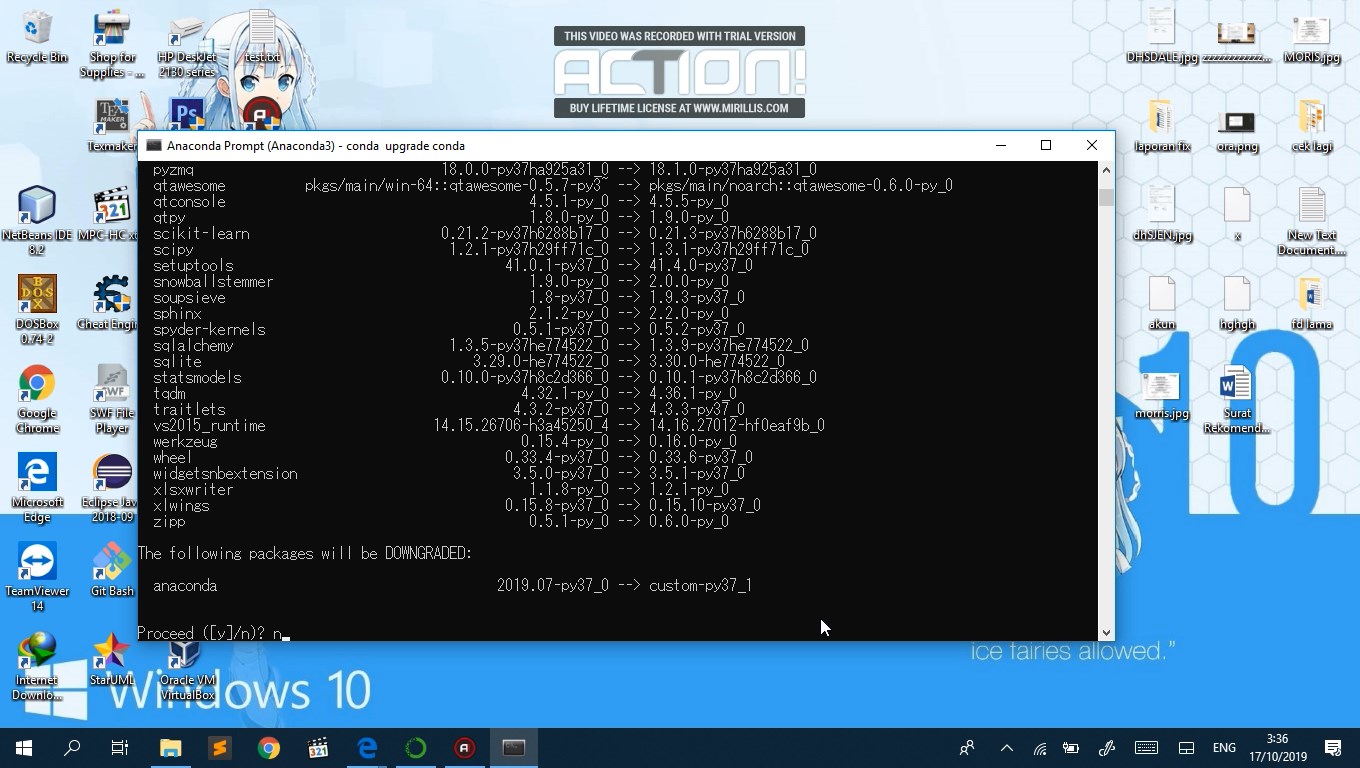 THIS VIDEO WAS RECORDED WITH TRIAL VERSION
ACTION!
BUY LIFETIME LICENSE AT WWW.MIRILLIS.COM
Recycle Bin
Shop for
Supplies - ...
HP DeskJet
2130 series
test.txt
DHSDALE.jpg
zzzzzzzzzzzz...
MORIS.jpg
Texmaker
laporan fix
ora.png
cek lagi
Anaconda Prompt (Anaconda3) - conda  upgrade conda
pyzmq 18.0.0-py37ha925a31_0 --> 18.1.0-py37ha925a31_0
qtawesome pkgs/main/win-64::qtawesome-0.5.7-py3~ --> pkgs/main/noarch::qtawesome-0.6.0-py_0
qtconsole 4.5.1-py_0 --> 4.5.5-py_0
qtpy 1.8.0-py_0 --> 1.9.0-py_0
scikit-learn 0.21.2-py37h6288b17_0 --> 0.21.3-py37h6288b17_0
scipy 1.2.1-py37h29ff71c_0 --> 1.3.1-py37h29ff71c_0
setuptools 41.0.1-py37_0 --> 41.4.0-py37_0
snowballstemmer 1.9.0-py_0 --> 2.0.0-py_0
soupsieve 1.8-py37_0 --> 1.9.3-py37_0
sphinx 2.1.2-py_0 --> 2.2.0-py_0
spyder-kernels 0.5.1-py37_0 --> 0.5.2-py37_0
sqlalchemy 1.3.5-py37he774522_0 --> 1.3.9-py37he774522_0
sqlite 3.29.0-he774522_0 --> 3.30.0-he774522_0
statsmodels 0.10.0-py37h8c2d366_0 --> 0.10.1-py37h8c2d366_0
tqdm 4.32.1-py_0 --> 4.36.1-py_0
traitlets 4.3.2-py37_0 --> 4.3.3-py37_0
vs2015_runtime 14.15.26706-h3a45250_4 --> 14.16.27012-hf0eaf9b_0
werkzeug 0.15.4-py_0 --> 0.16.0-py_0
wheel 0.33.4-py37_0 --> 0.33.6-py37_0
widgetsnbextension 3.5.0-py37_0 --> 3.5.1-py37_0
xlsxwriter 1.1.8-py_0 --> 1.2.1-py_0
xlwings 0.15.8-py37_0 --> 0.15.10-py37_0
zipp 0.5.1-py_0 --> 0.6.0-py_0
The following packages will be DOWNGRADED:
anaconda 2019.07-py37_0 --> custom-py37_1
Proceed ([y]/n)? n
NetBeans IDE
8.2
MPC-HC x
DOSBox
0.74-2
Cheat Engin
Google
Chrome
SWF File
Player
Microsoft
Edge
Eclipse Jav
2018-09
TeamViewer
14
Git Bash
Internet
Downlo...
StarUML
Oracle VM
VirtualBox
dhSJEN.jpg
x
New Text
Document....
akun
hghgh
fd lama
morris.jpg
Surat
Rekomend...
10
ice fairies allowed.”
Windows 10
ENG
3:36
17/10/2019